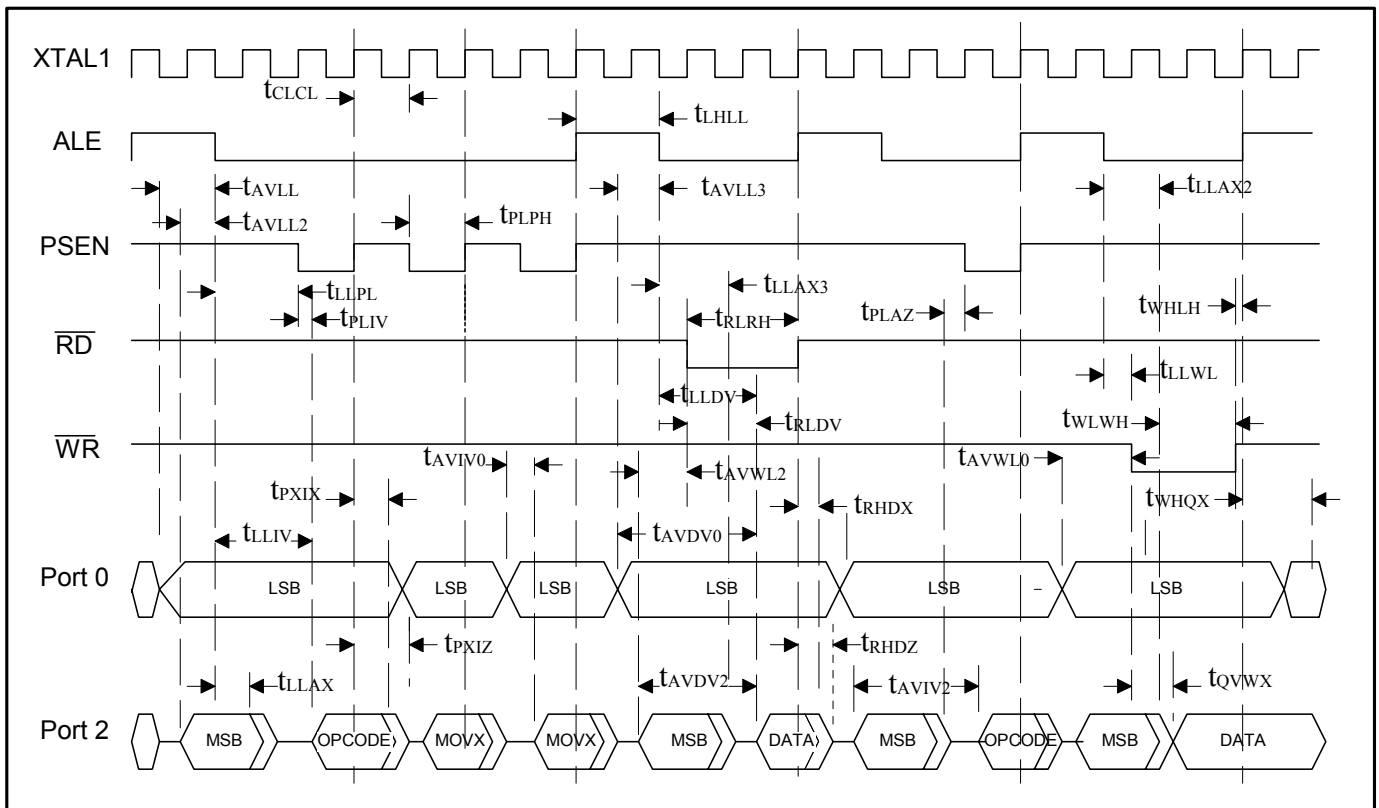 XTAL1
tCLCL
tLHLL
ALE
tAVLL
tAVLL3
tLLAX2
tAVLL2
tPLPH
PSEN
tLLPL
tLLAX3
tPLIV
tRLRH
tPLAZ
tWHLH
RD
tLLWL
tLLDV
tRLDV
tWLWH
WR
tAVIV0
tAVWL2
tAVWL0
tPXIX
tRHDX
tWHQX
tLLIV
tAVDV0
Port 0
LSB LSB LSB LSB LSB LSB
tPXIZ
tRHDZ
tLLAX
tAVDV2
tAVIV2
tQVWX
Port 2
MSB OPCODE MOVX MOVX MSB DATA MSB OPCODE MSB DATA